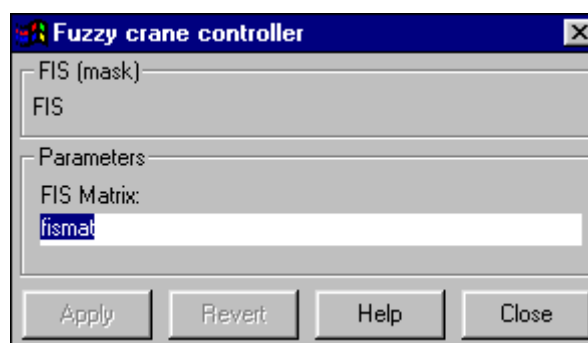 Fuzzy crane controller
FIS (mask)
FIS
Parameters
FIS Matrix:
fismat
Apply Revert Help Close